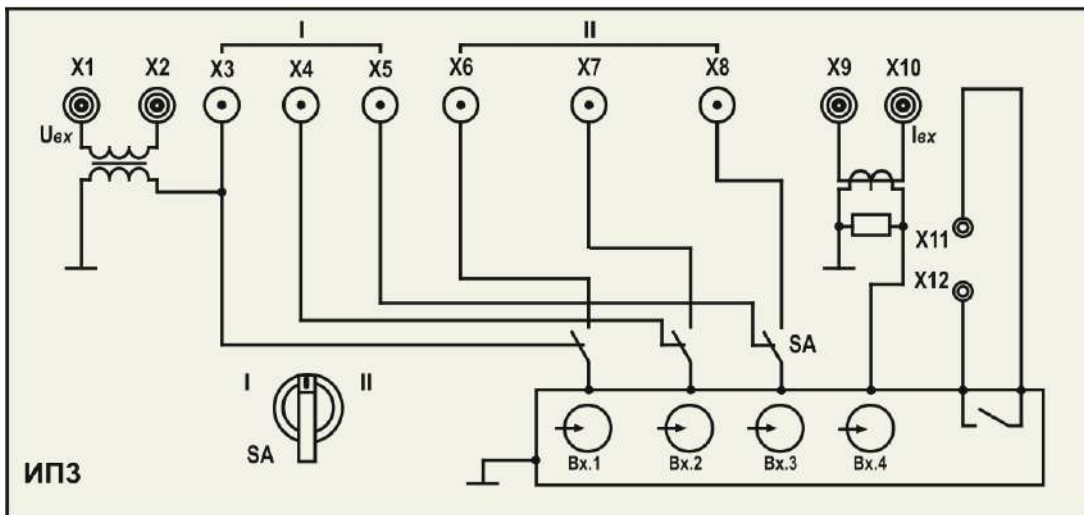 I II
X1 X2 X3 X4 X5 X6 X7 X8 X9 X10
Uвх Iвх
X11
X12
SA
I II
SA
Вх.1 Вх.2 Вх.3 Вх.4
ИПЗ